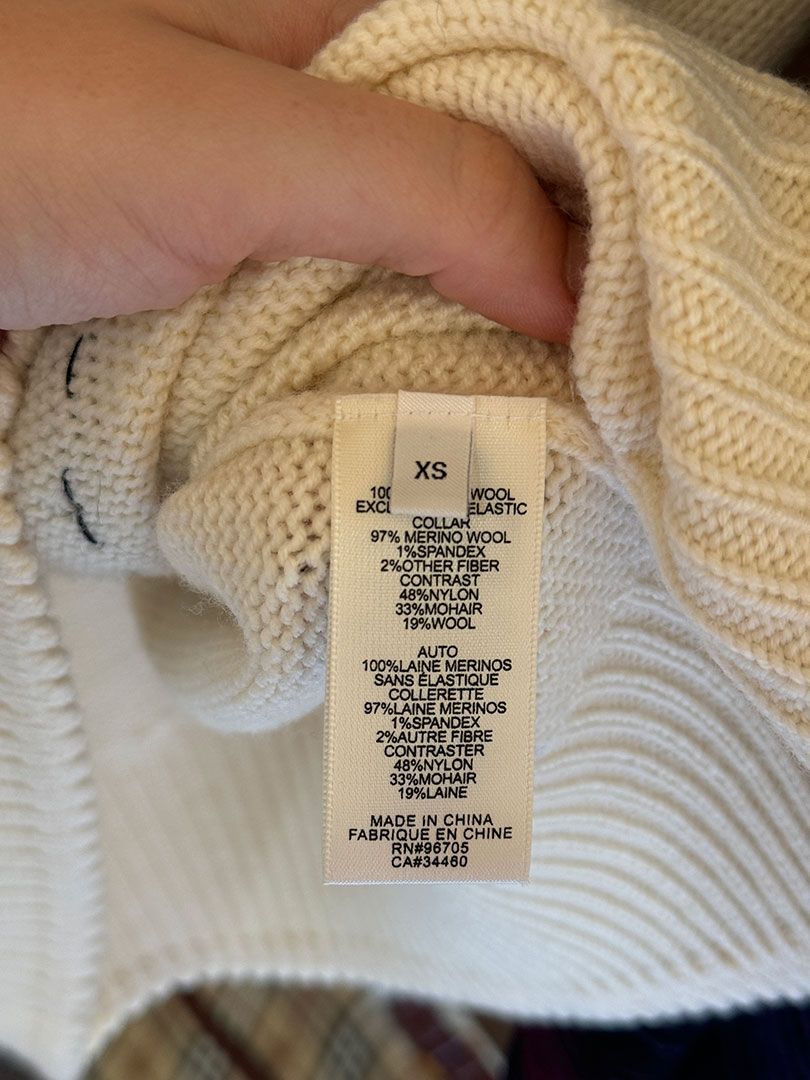 XS
WOOL
ELASTIC
COLLAR
97% MERINO WOOL
1%SPANDEX
2%OTHER FIBER
CONTRAST
48%NYLON
33%MOHAIR
19%WOOL
AUTO
100%LAINE MERINOS
SANS ÉLASTIQUE
COLLERETTE
97%LAINE MERINOS
1%SPANDEX
2%AUTRE FIBRE
CONTRASTER
48%NYLON
33%MOHAIR
19%LAINE
MADE IN CHINA
FABRIQUE EN CHINE
RN#96705
CA#34460